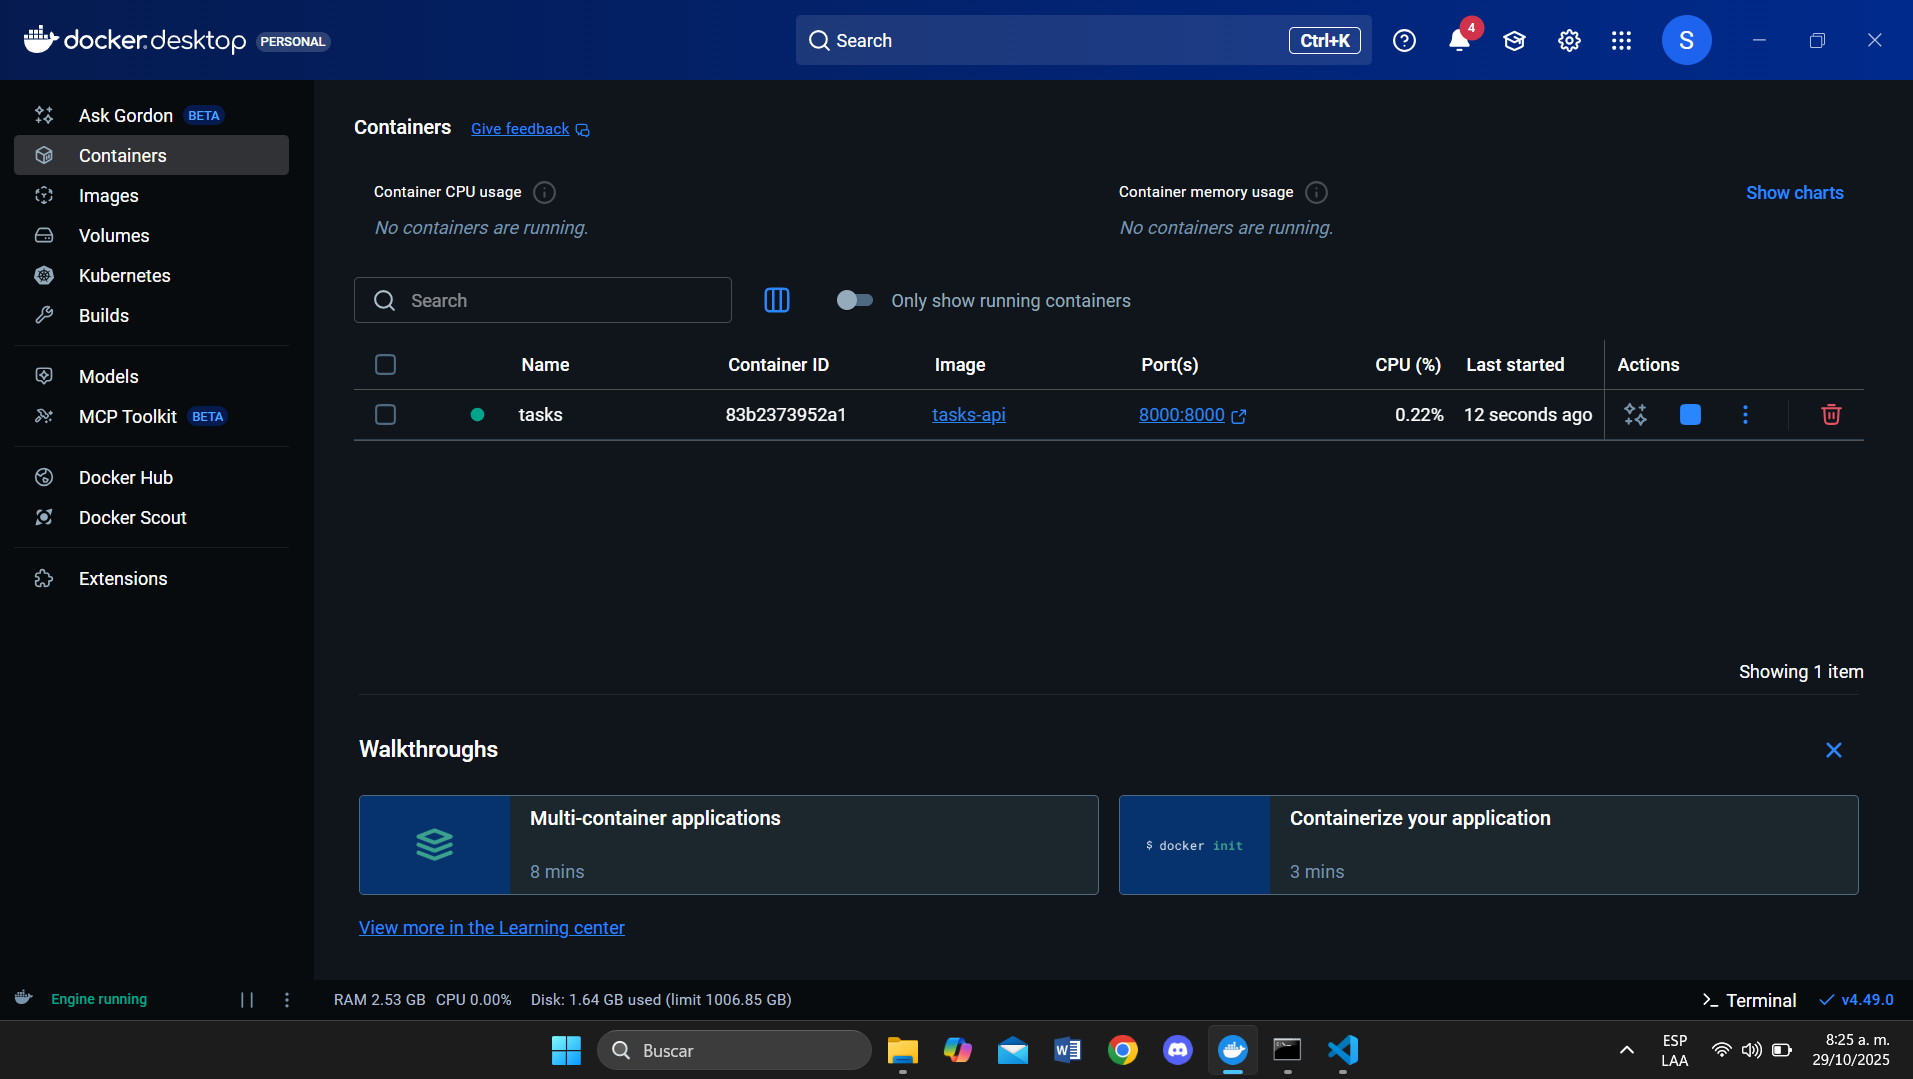 docker.desktop PERSONAL
Search Ctrl+K
4
S
Ask Gordon BETA
Containers
Images
Volumes
Kubernetes
Builds
Models
MCP Toolkit BETA
Docker Hub
Docker Scout
Extensions
Containers Give feedback
Container CPU usage
No containers are running.
Container memory usage
No containers are running.
Show charts
Search
Only show running containers
Name Container ID Image Port(s) CPU (%) Last started Actions
tasks 83b2373952a1 tasks-api 8000:8000 0.22% 12 seconds ago
Showing 1 item
Walkthroughs
Multi-container applications
8 mins
$ docker init
Containerize your application
3 mins
View more in the Learning center
Engine running
RAM 2.53 GB CPU 0.00% Disk: 1.64 GB used (limit 1006.85 GB)
Terminal v4.49.0
Buscar
ESP
LAA
8:25 a. m.
29/10/2025